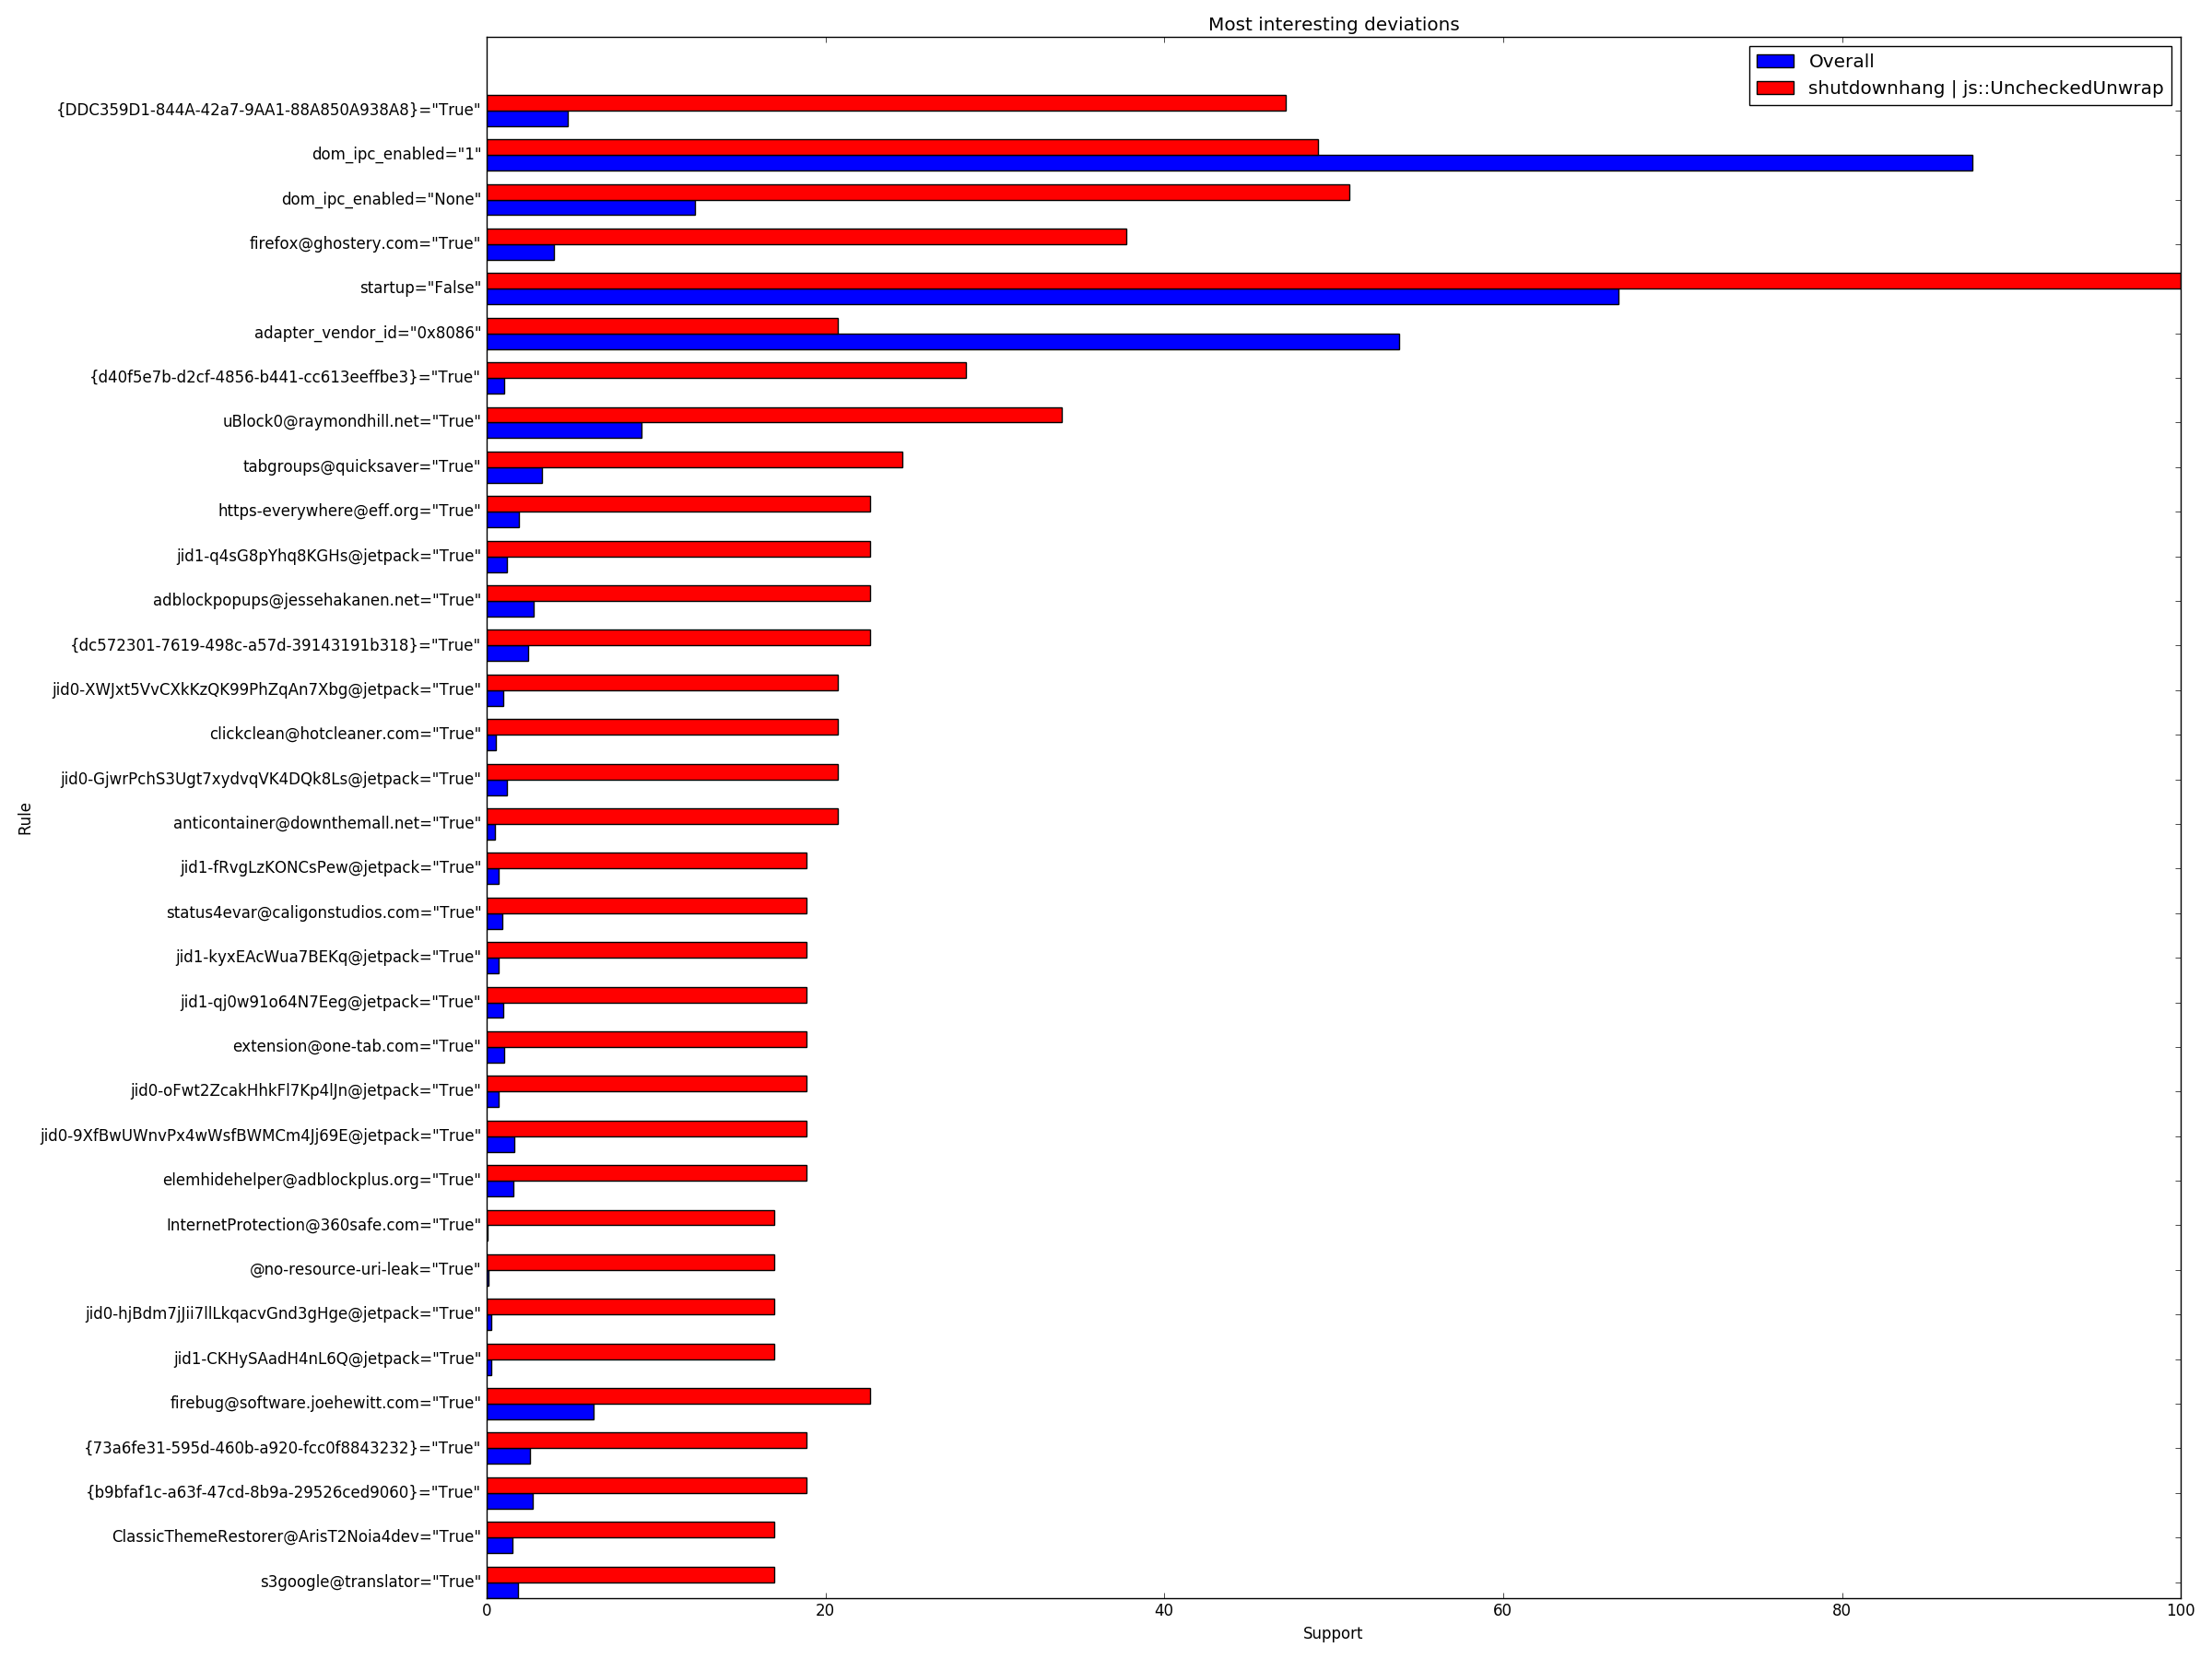 Most interesting deviations
Overall
shutdownhang | js::UncheckedUnwrap
{DDC359D1-844A-42a7-9AA1-88A850A938A8}="True"
dom_ipc_enabled="1"
dom_ipc_enabled="None"
firefox@ghostery.com="True"
startup="False"
adapter_vendor_id="0x8086"
{d40f5e7b-d2cf-4856-b441-cc613eeffbe3}="True"
uBlock0@raymondhill.net="True"
tabgroups@quicksaver="True"
https-everywhere@eff.org="True"
jid1-q4sG8pYhq8KGHs@jetpack="True"
adblockpopups@jessehakanen.net="True"
{dc572301-7619-498c-a57d-39143191b318}="True"
jid0-XWJxt5VvCXkKzQK99PhZqAn7Xbg@jetpack="True"
clickclean@hotcleaner.com="True"
jid0-GjwrPchS3Ugt7xydvqVK4DQk8Ls@jetpack="True"
anticontainer@downthemall.net="True"
jid1-fRvgLzKONCsPew@jetpack="True"
status4evar@caligonstudios.com="True"
jid1-kyxEAcWua7BEKq@jetpack="True"
jid1-qj0w91o64N7Eeg@jetpack="True"
extension@one-tab.com="True"
jid0-oFwt2ZcakHhkFl7Kp4lJn@jetpack="True"
jid0-9XfBwUWnvPx4wWsfBWMCm4Jj69E@jetpack="True"
elemhidehelper@adblockplus.org="True"
InternetProtection@360safe.com="True"
@no-resource-uri-leak="True"
jid0-hjBdm7jJii7llLkqacvGnd3gHge@jetpack="True"
jid1-CKHySAadH4nL6Q@jetpack="True"
firebug@software.joehewitt.com="True"
{73a6fe31-595d-460b-a920-fcc0f8843232}="True"
{b9bfaf1c-a63f-47cd-8b9a-29526ced9060}="True"
ClassicThemeRestorer@ArisT2Noia4dev="True"
s3google@translator="True"
Rule
0 20 40 60 80 100
Support